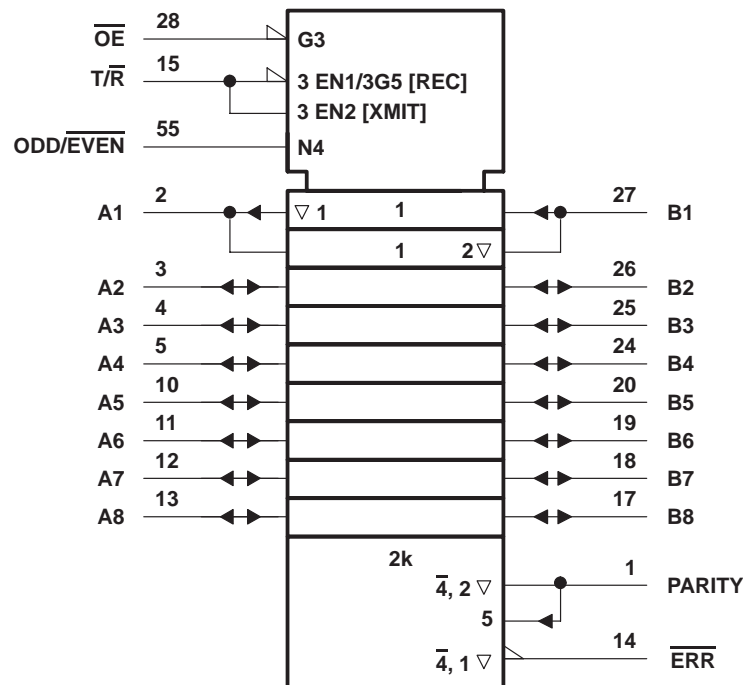 OE̅ 28 G3
T/R̅ 15 3 EN1/3G5 [REC]
3 EN2 [XMIT]
ODD/E̅V̅E̅N̅ 55 N4
A1 2 ▽ 1 1 27 B1
1 2 ▽
A2 3 26 B2
A3 4 25 B3
A4 5 24 B4
A5 10 20 B5
A6 11 19 B6
A7 12 18 B7
A8 13 17 B8
2k
4̅, 2 ▽ 1 PARITY
5
4̅, 1 ▽ 14 E̅R̅R̅